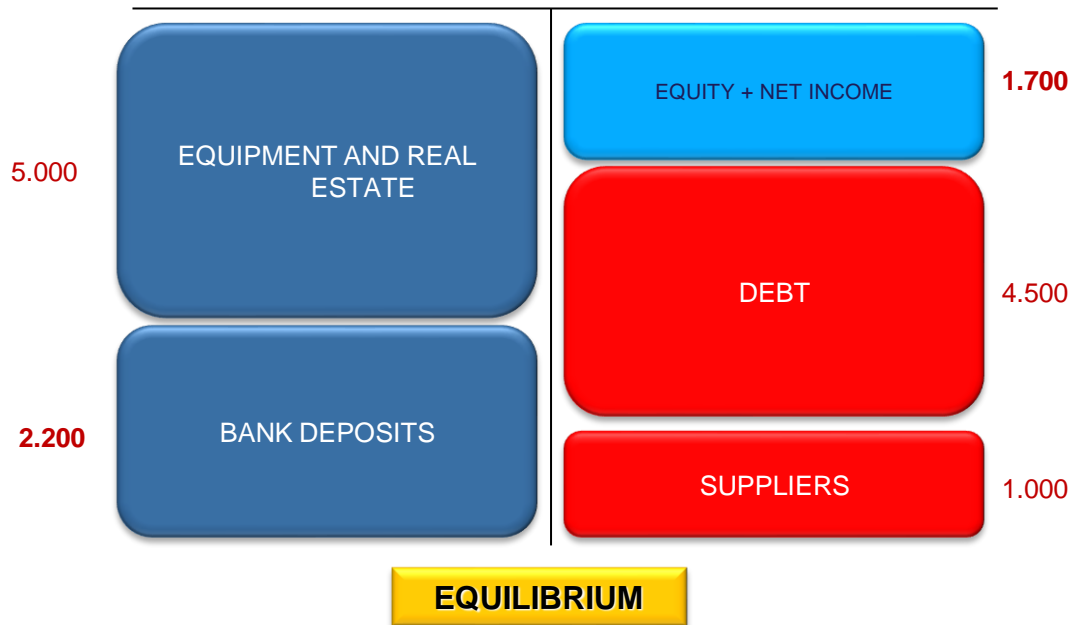 5.000
EQUIPMENT AND REAL
ESTATE
2.200
BANK DEPOSITS
EQUITY + NET INCOME
1.700
DEBT
4.500
SUPPLIERS
1.000
EQUILIBRIUM